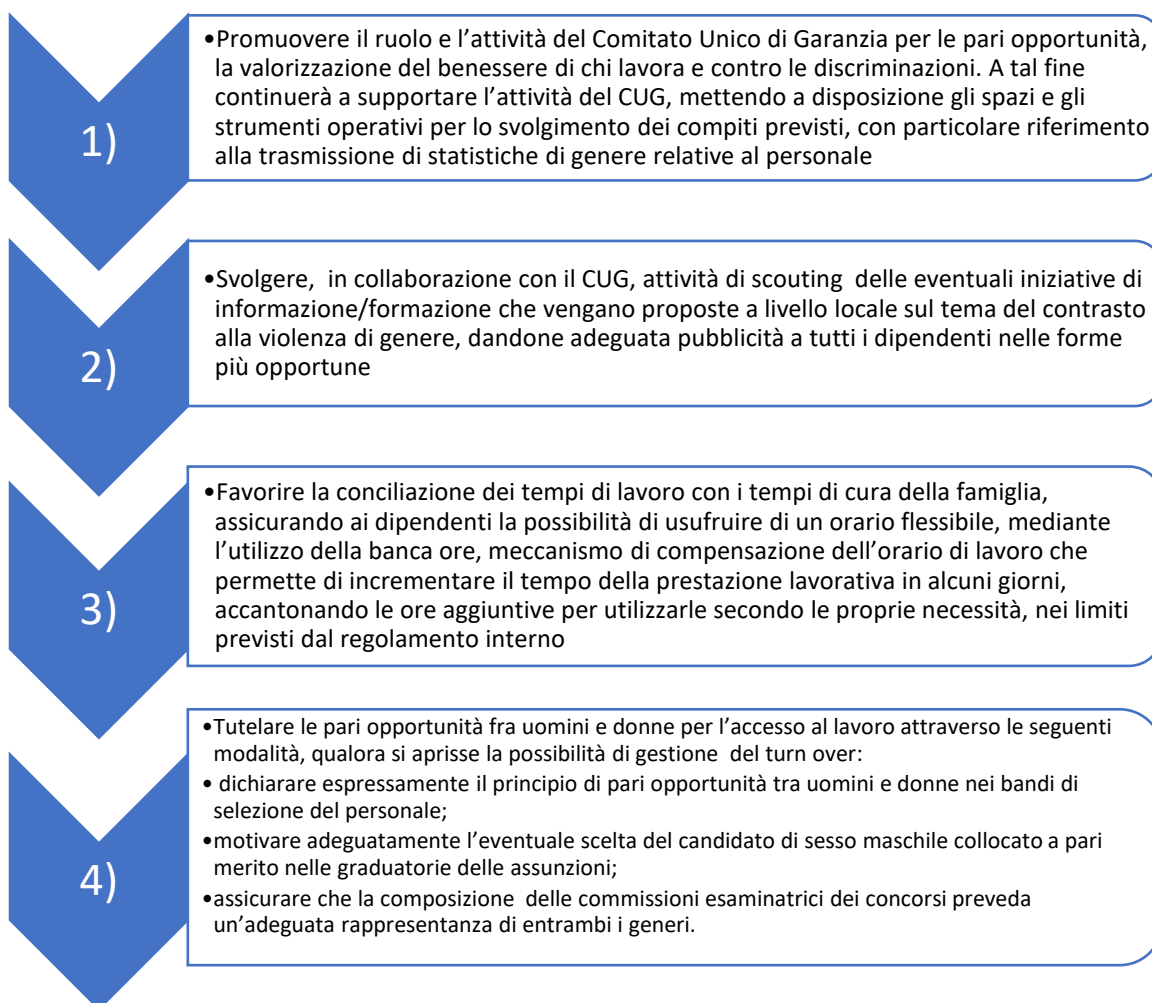 1)
•Promuovere il ruolo e l’attività del Comitato Unico di Garanzia per le pari opportunità,
la valorizzazione del benessere di chi lavora e contro le discriminazioni. A tal fine
continuerà a supportare l’attività del CUG, mettendo a disposizione gli spazi e gli
strumenti operativi per lo svolgimento dei compiti previsti, con particolare riferimento
alla trasmissione di statistiche di genere relative al personale
2)
•Svolgere, in collaborazione con il CUG, attività di scouting delle eventuali iniziative di
informazione/formazione che vengano proposte a livello locale sul tema del contrasto
alla violenza di genere, dandone adeguata pubblicità a tutti i dipendenti nelle forme
più opportune
3)
•Favorire la conciliazione dei tempi di lavoro con i tempi di cura della famiglia,
assicurando ai dipendenti la possibilità di usufruire di un orario flessibile, mediante
l’utilizzo della banca ore, meccanismo di compensazione dell’orario di lavoro che
permette di incrementare il tempo della prestazione lavorativa in alcuni giorni,
accantonando le ore aggiuntive per utilizzarle secondo le proprie necessità, nei limiti
previsti dal regolamento interno
4)
•Tutelare le pari opportunità fra uomini e donne per l’accesso al lavoro attraverso le seguenti
modalità, qualora si aprisse la possibilità di gestione del turn over:
• dichiarare espressamente il principio di pari opportunità tra uomini e donne nei bandi di
selezione del personale;
•motivare adeguatamente l’eventuale scelta del candidato di sesso maschile collocato a pari
merito nelle graduatorie delle assunzioni;
•assicurare che la composizione delle commissioni esaminatrici dei concorsi preveda
un’adeguata rappresentanza di entrambi i generi.